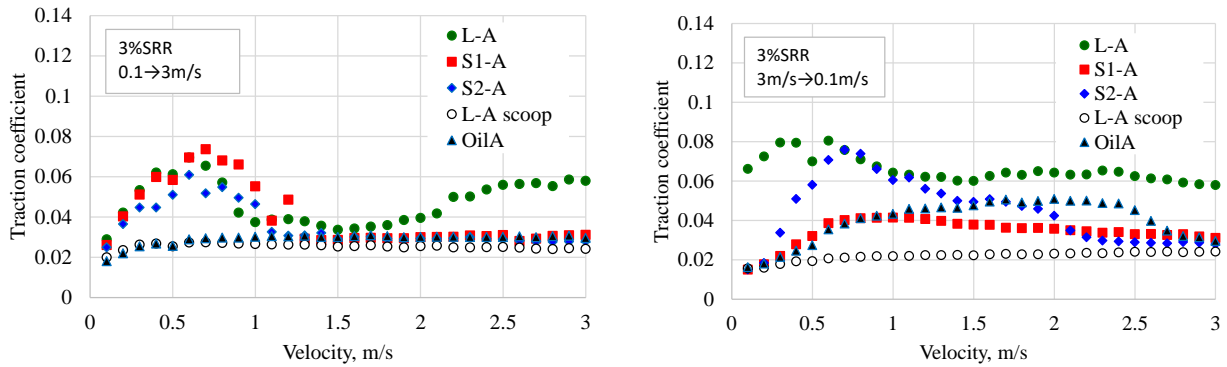 0.14
0.12
0.1
0.08
0.06
0.04
0.02
0
Traction coefficient
3%SRR
0.1→3m/s
L-A
S1-A
S2-A
L-A scoop
OilA
0 0.5 1 1.5 2 2.5 3
Velocity, m/s
0.14
0.12
0.1
0.08
0.06
0.04
0.02
0
Traction coefficient
3%SRR
3m/s→0.1m/s
L-A
S1-A
S2-A
L-A scoop
OilA
0 0.5 1 1.5 2 2.5 3
Velocity, m/s